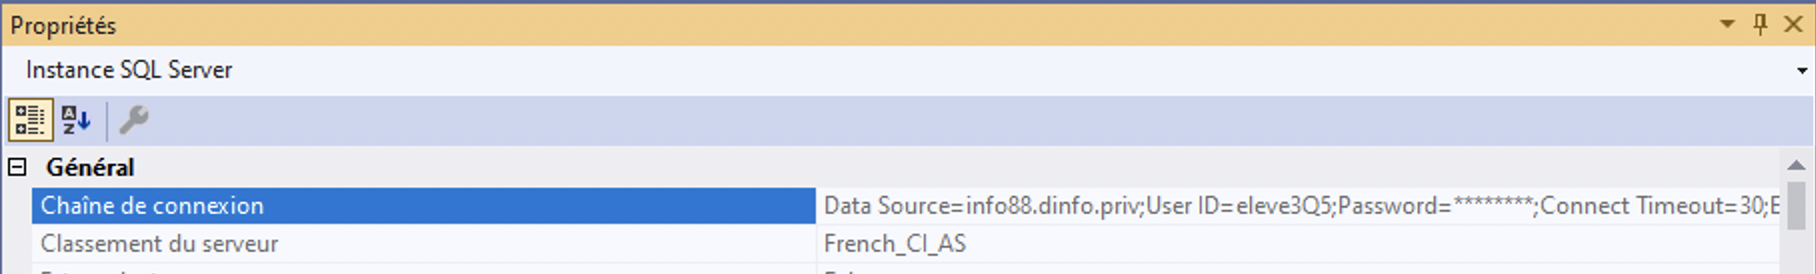 Propriétés
Instance SQL Server
Général
Chaîne de connexion Data Source=info88.dinfo.priv;User ID=eleve3Q5;Password=********;Connect Timeout=30;E
Classement du serveur French_CI_AS